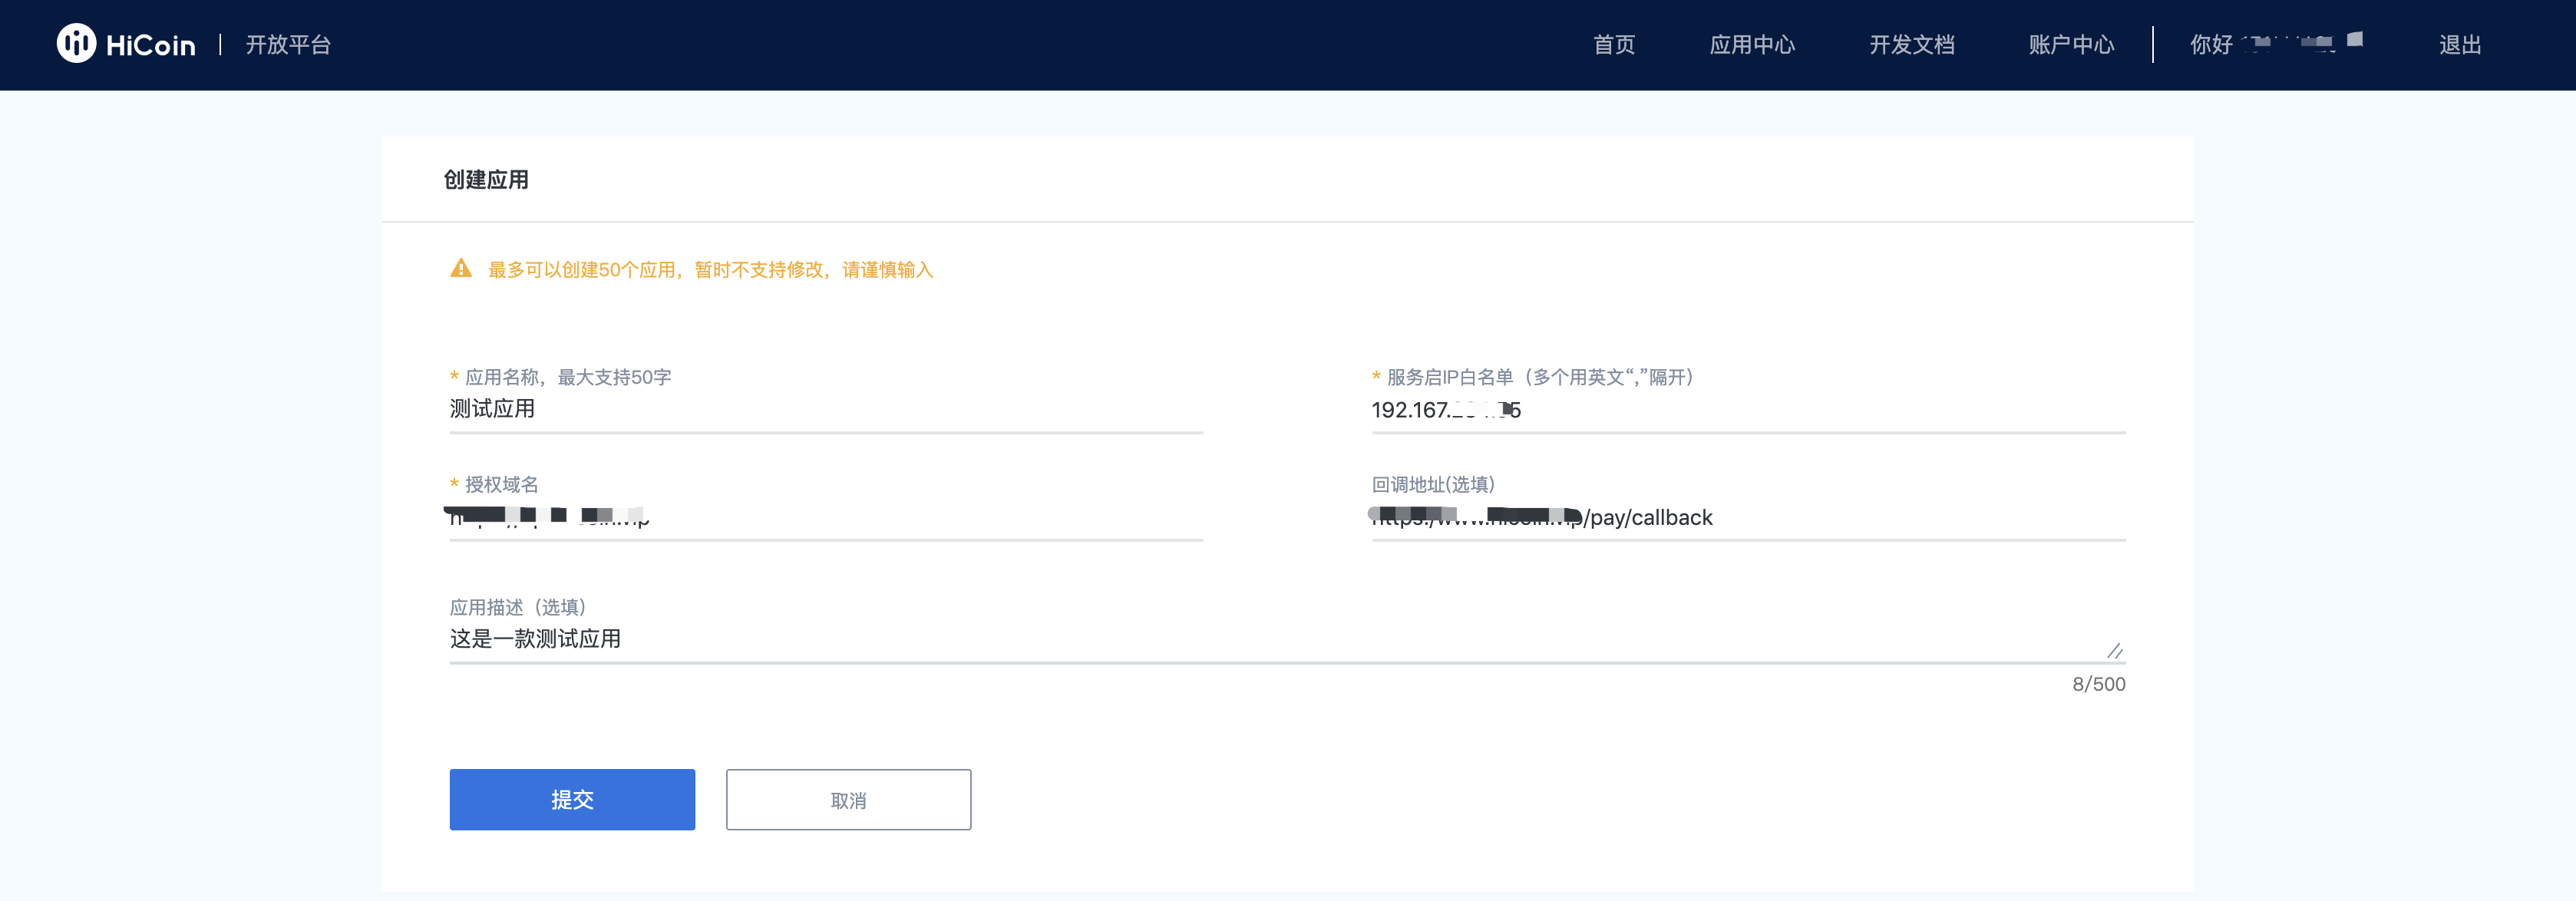 HiCoin 开放平台 首页 应用中心 开发文档 账户中心 你好 退出
创建应用
最多可以创建50个应用，暂时不支持修改，请谨慎输入
* 应用名称，最大支持50字
测试应用
* 服务启IP白名单（多个用英文“,”隔开）
192.167.
* 授权域名
回调地址(选填)
/pay/callback
应用描述（选填）
这是一款测试应用
8/500
提交 取消